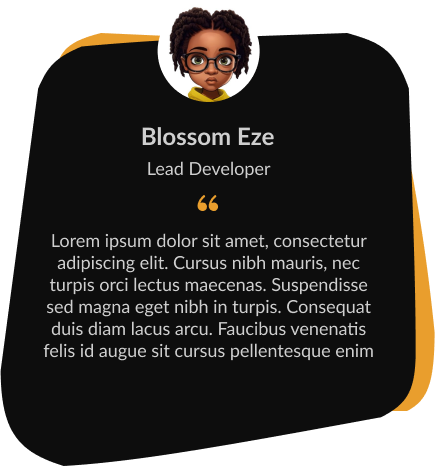 Blossom Eze
Lead Developer
“
Lorem ipsum dolor sit amet, consectetur
adipiscing elit. Cursus nibh mauris, nec
turpis orci lectus maecenas. Suspendisse
sed magna eget nibh in turpis. Consequat
duis diam lacus arcu. Faucibus venenatis
felis id augue sit cursus pellentesque enim